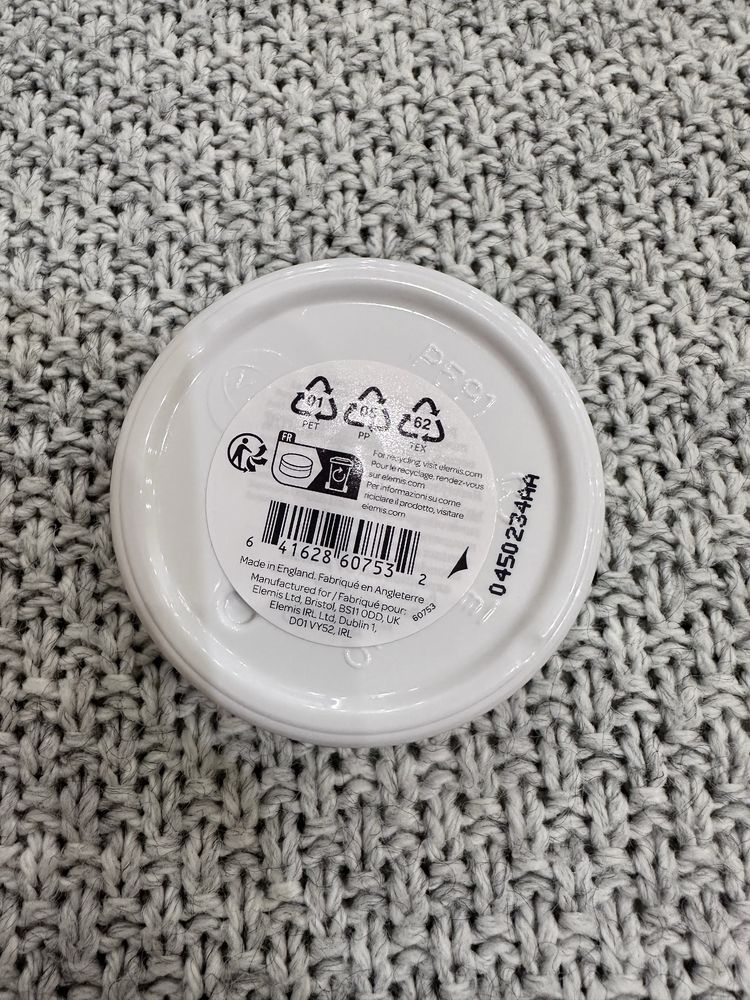 P591
01
05
62
PET
PP
TEX
FR
For recycling, visit elemis.com
Pour le recyclage, rendez-vous
sur elemis.com
Per informazioni su come
riciclare il prodotto, visitare
elemis.com
6 41628 60753 2
Made in England. Fabriqué en Angleterre
Manufactured for / Fabriqué pour:
Elemis Ltd, Bristol, BS11 0DD, UK
Elemis IRL Ltd, Dublin 1,
D01 VY52, IRL
60753
0450234AA